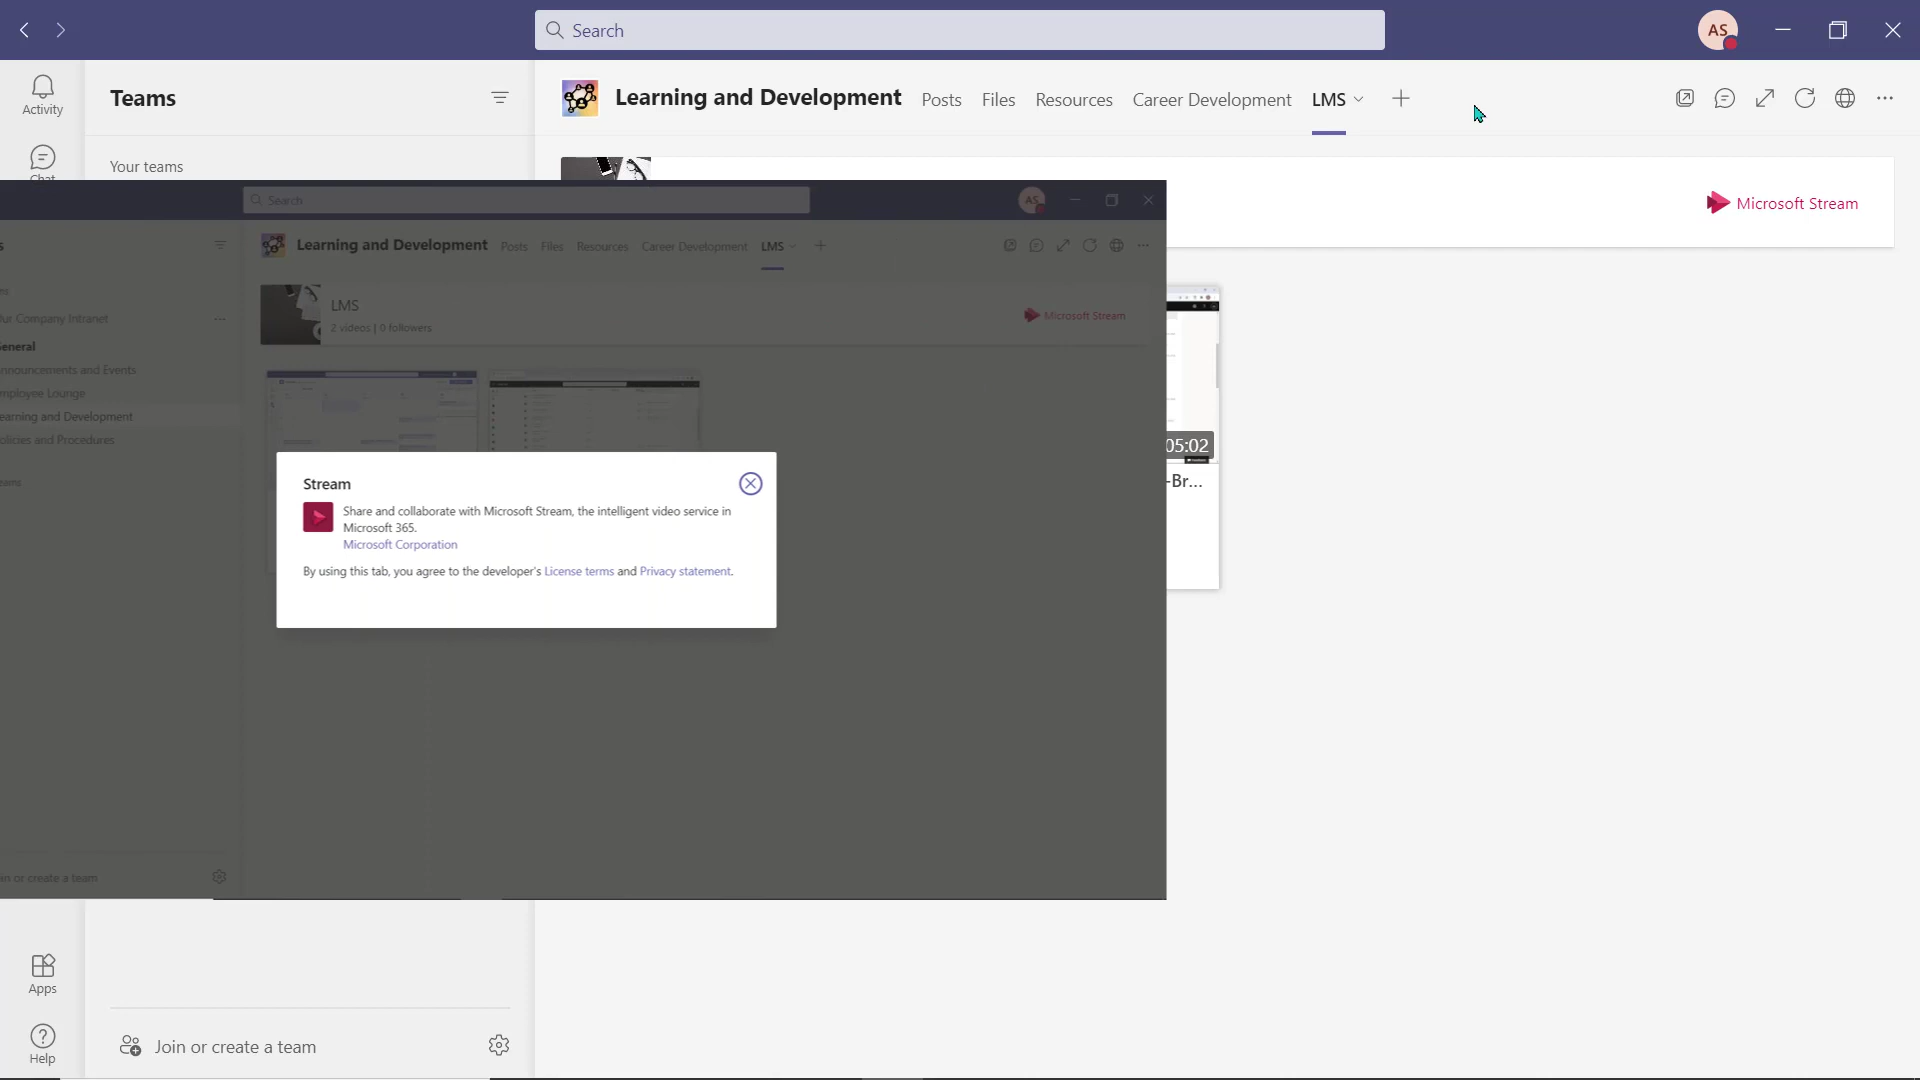 Search
AS
Activity
Teams
Learning and Development
Posts
Files
Resources
Career Development
LMS
Chat
Your teams
Microsoft Stream
Search
AS
Learning and Development
Posts
Files
Resources
Career Development
LMS
LMS
2 videos | 0 followers
Microsoft Stream
ur Company Intranet
eneral
nnouncements and Events
mployee Lounge
earning and Development
olicies and Procedures
eams
05:02
-Br...
Stream
Share and collaborate with Microsoft Stream, the intelligent video service in
Microsoft 365.
Microsoft Corporation
By using this tab, you agree to the developer's License terms and Privacy statement.
in or create a team
Apps
Join or create a team
Help